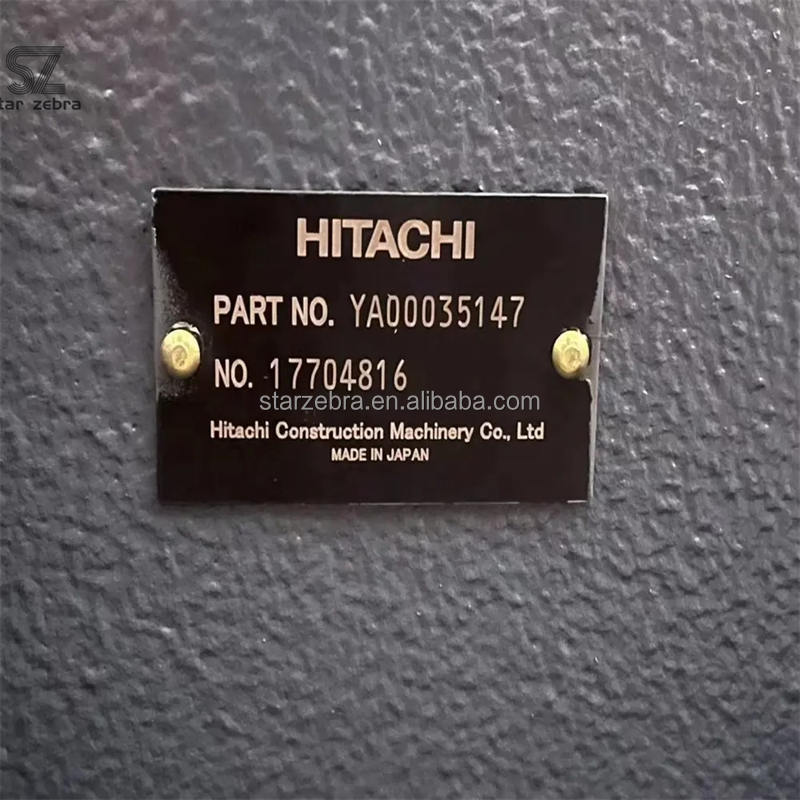 SZ
star zebra
HITACHI
PART NO. YA00035147
NO. 17704816
starzebra.en.alibaba.com
Hitachi Construction Machinery Co., Ltd
MADE IN JAPAN